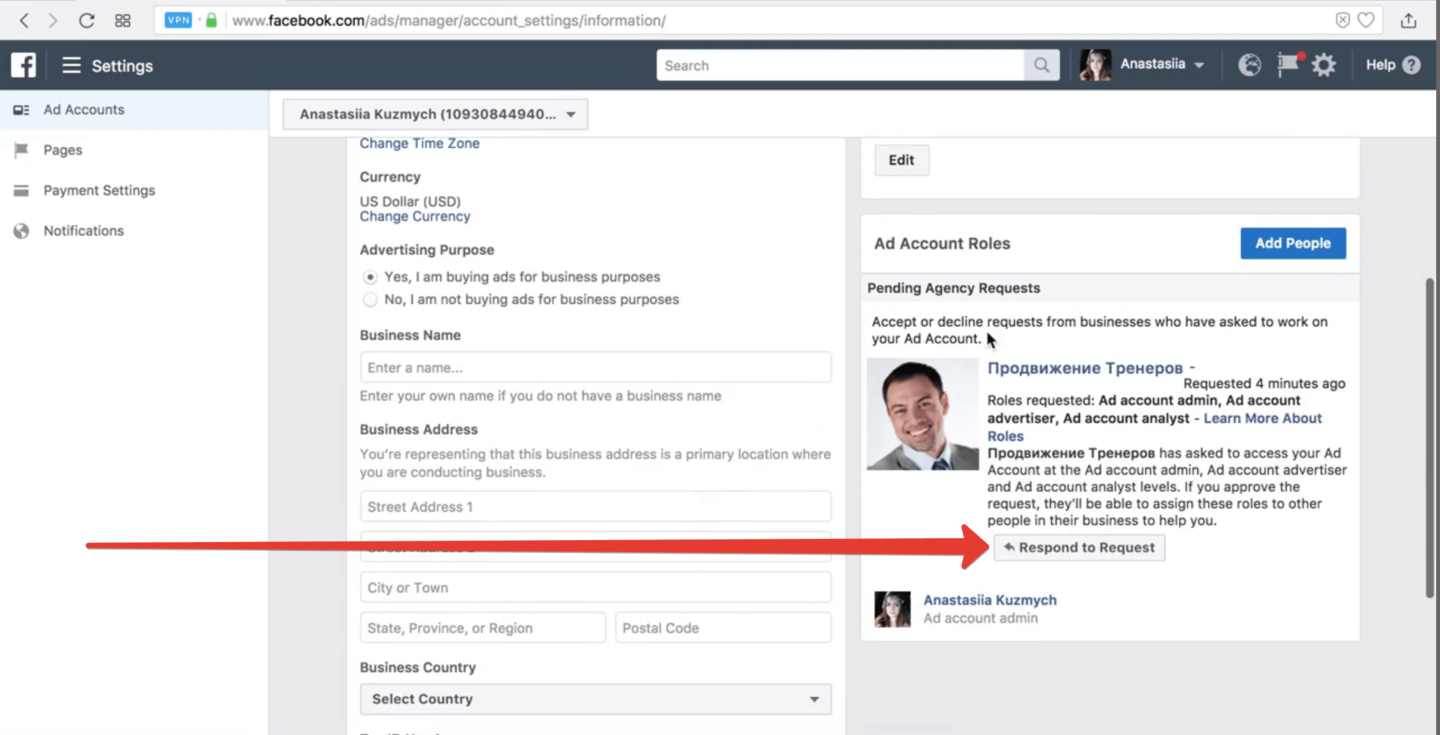 VPN
www.facebook.com/ads/manager/account_settings/information/
Settings
Search
Anastasiia
Help
Ad Accounts
Pages
Payment Settings
Notifications
Anastasiia Kuzmych (10930844940...
Change Time Zone
Currency
US Dollar (USD)
Change Currency
Advertising Purpose
Yes, I am buying ads for business purposes
No, I am not buying ads for business purposes
Business Name
Enter a name...
Enter your own name if you do not have a business name
Business Address
You're representing that this business address is a primary location where
you are conducting business.
Street Address 1
City or Town
State, Province, or Region
Postal Code
Business Country
Select Country
Edit
Ad Account Roles
Add People
Pending Agency Requests
Accept or decline requests from businesses who have asked to work on
your Ad Account.
Продвижение Тренеров -
Requested 4 minutes ago
Roles requested: Ad account admin, Ad account
advertiser, Ad account analyst - Learn More About
Roles
Продвижение Тренеров has asked to access your Ad
Account at the Ad account admin, Ad account advertiser
and Ad account analyst levels. If you approve the
request, they'll be able to assign these roles to other
people in their business to help you.
Respond to Request
Anastasiia Kuzmych
Ad account admin